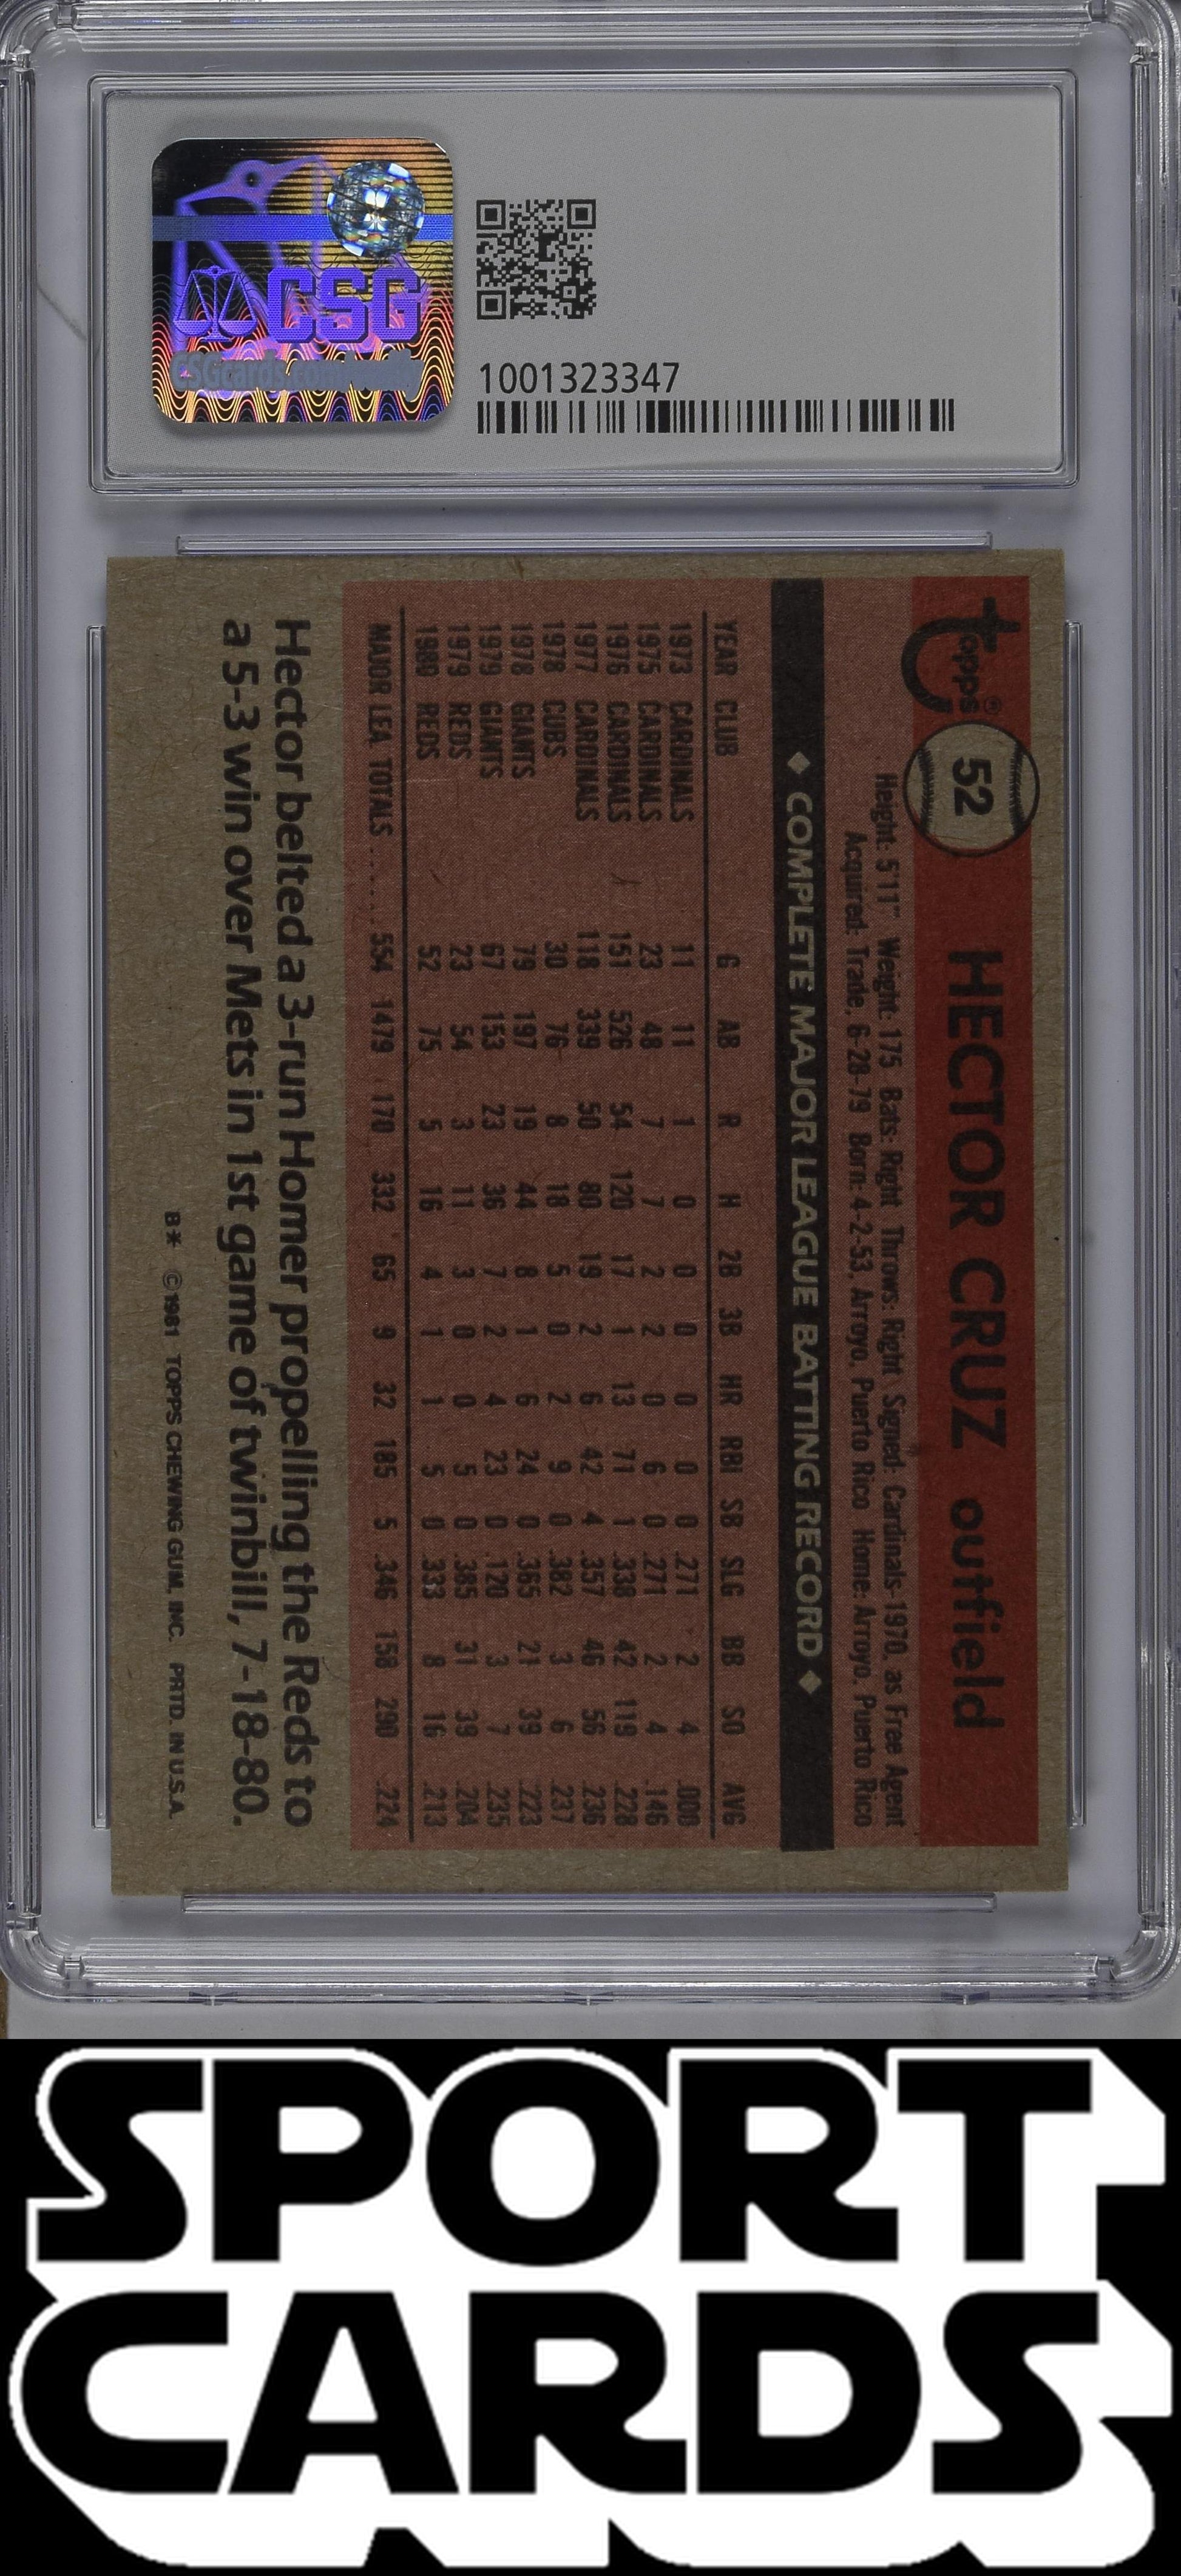 CSG
CSGcards.com/verify
1001323347
topps®
52
HECTOR CRUZ outfield
Height: 5'11" Weight: 175 Bats: Right Throws: Right Signed: Cardinals-1970, as Free Agent
Acquired: Trade, 6-28-79 Born: 4-2-53, Arroyo, Puerto Rico Home: Arroyo, Puerto Rico
◆ COMPLETE MAJOR LEAGUE BATTING RECORD ◆
YEAR CLUB G AB R H 2B 3B HR RBI SB SLG BB SO AVG
1973 CARDINALS 11 11 1 0 0 0 0 0 0 .271 2 4 .000
1975 CARDINALS 23 48 7 7 2 2 0 6 0 .271 2 4 .146
1976 CARDINALS 151 526 54 120 17 1 13 71 1 .338 42 119 .228
1977 CARDINALS 118 339 50 80 19 2 6 42 4 .357 46 56 .236
1978 CUBS 30 76 8 18 5 0 2 9 0 .382 3 6 .237
1978 GIANTS 79 197 19 44 8 1 6 24 0 .365 21 39 .223
1979 GIANTS 67 153 23 36 7 2 4 23 0 .120 3 7 .235
1979 REDS 23 54 3 11 3 0 0 5 0 .385 31 39 .204
1980 REDS 52 75 5 16 4 1 1 5 0 .333 8 16 .213
MAJOR LEA. TOTALS ...... 554 1479 170 332 65 9 32 185 5 .346 158 290 .224
Hector belted a 3-run Homer propelling the Reds to
a 5-3 win over Mets in 1st game of twinbill, 7-18-80.
B* ©1981 TOPPS CHEWING GUM, INC. PRTD. IN U.S.A.
SPORT
CARDS